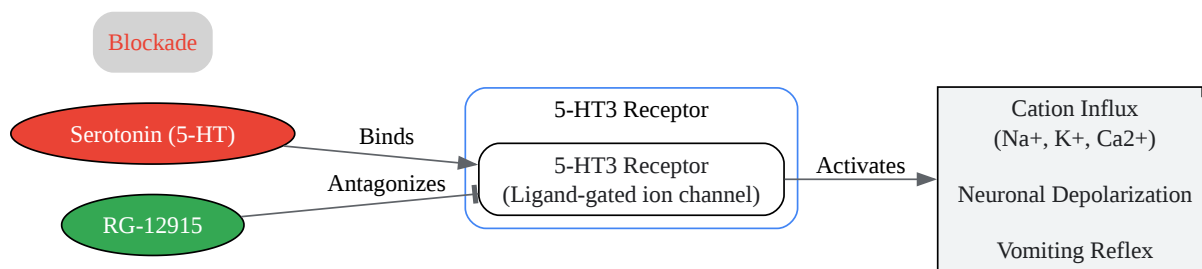 Blockade
Serotonin (5-HT)
RG-12915
Binds
Antagonizes
5-HT3 Receptor
5-HT3 Receptor
(Ligand-gated ion channel)
Activates
Cation Influx
(Na+, K+, Ca2+)
Neuronal Depolarization
Vomiting Reflex